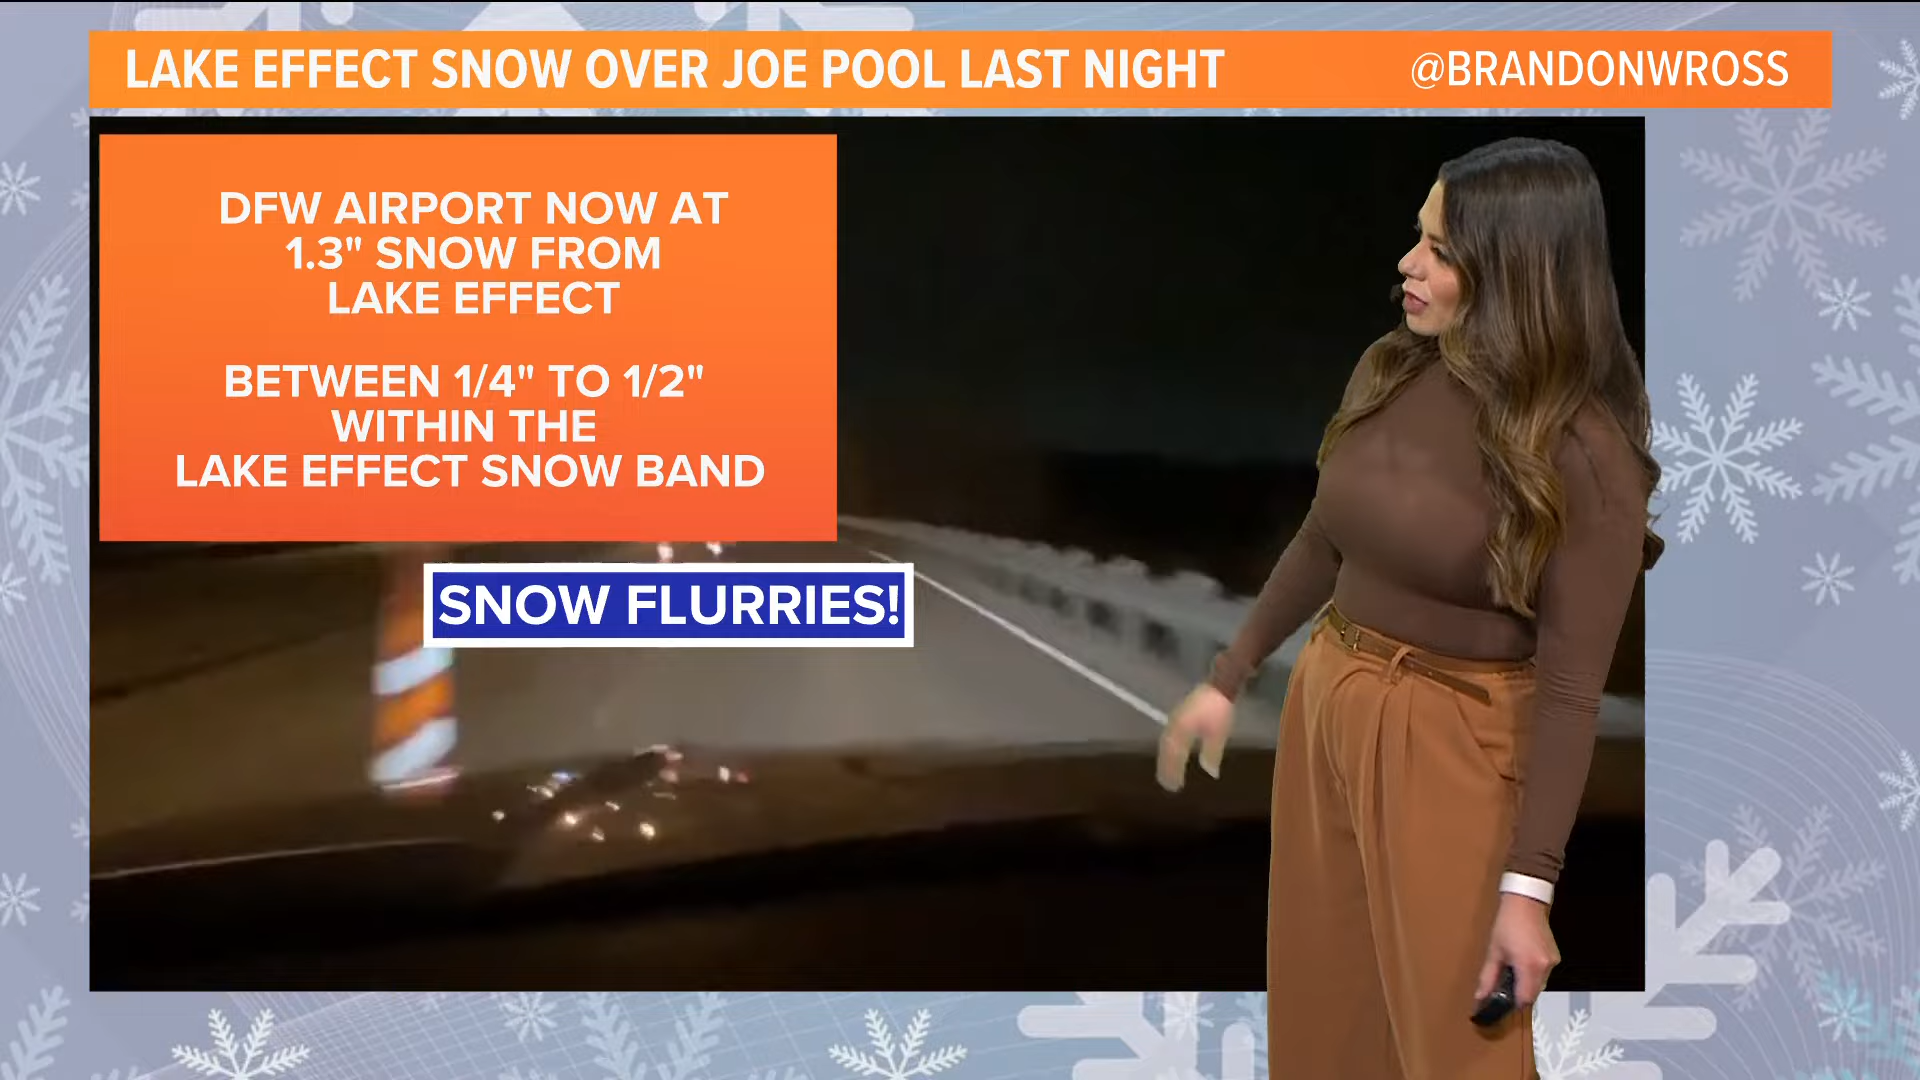 LAKE EFFECT SNOW OVER JOE POOL LAST NIGHT
@BRANDONWROSS
DFW AIRPORT NOW AT
1.3" SNOW FROM
LAKE EFFECT
BETWEEN 1/4" TO 1/2"
WITHIN THE
LAKE EFFECT SNOW BAND
SNOW FLURRIES!